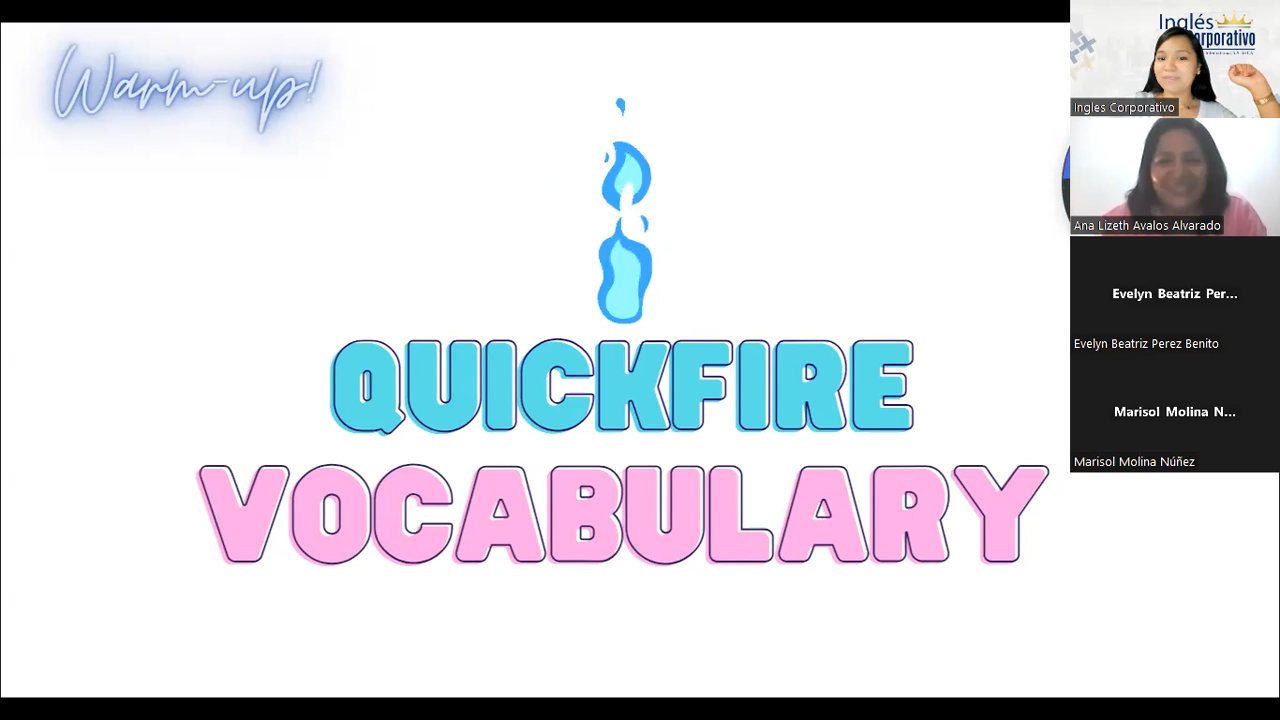 Warm-up!
QUICKFIRE
VOCABULARY
Inglés
Corporativo
Ingles Corporativo
Ana Lizeth Avalos Alvarado
Evelyn Beatriz Per...
Evelyn Beatriz Perez Benito
Marisol Molina N...
Marisol Molina Núñez